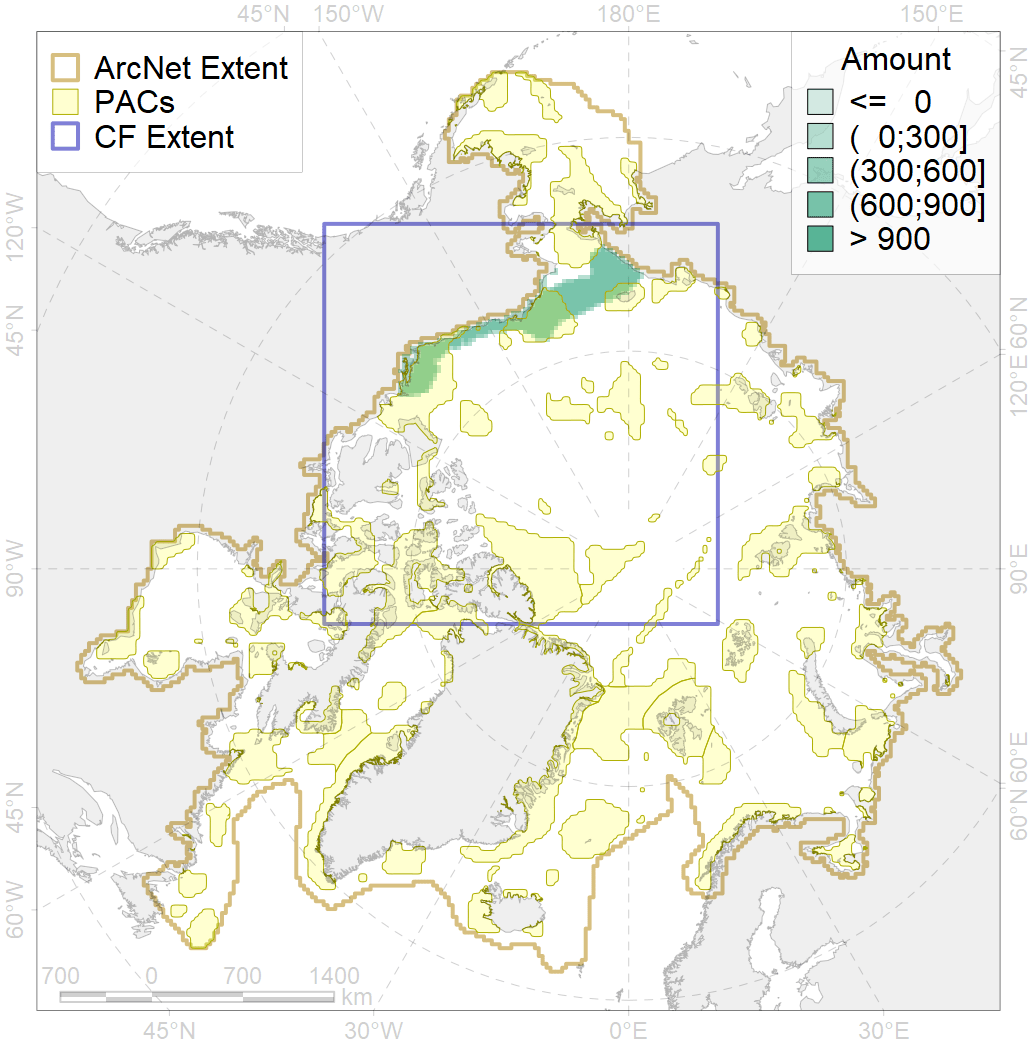 45°N 150°W 180°E 150°E
ArcNet Extent
PACs
CF Extent
Amount
<= 0
( 0;300]
(300;600]
(600;900]
> 900
45°N
120°W
45°N
60°N
120°E
90°W
90°E
60°E
45°N
60°N
60°W
700 0 700 1400
km
45°N 30°W 0°E 30°E